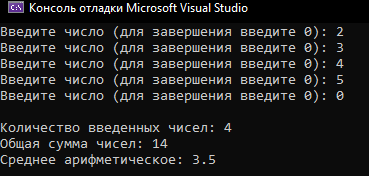 Консоль отладки Microsoft Visual Studio
Введите число (для завершения введите 0): 2
Введите число (для завершения введите 0): 3
Введите число (для завершения введите 0): 4
Введите число (для завершения введите 0): 5
Введите число (для завершения введите 0): 0
Количество введенных чисел: 4
Общая сумма чисел: 14
Среднее арифметическое: 3.5